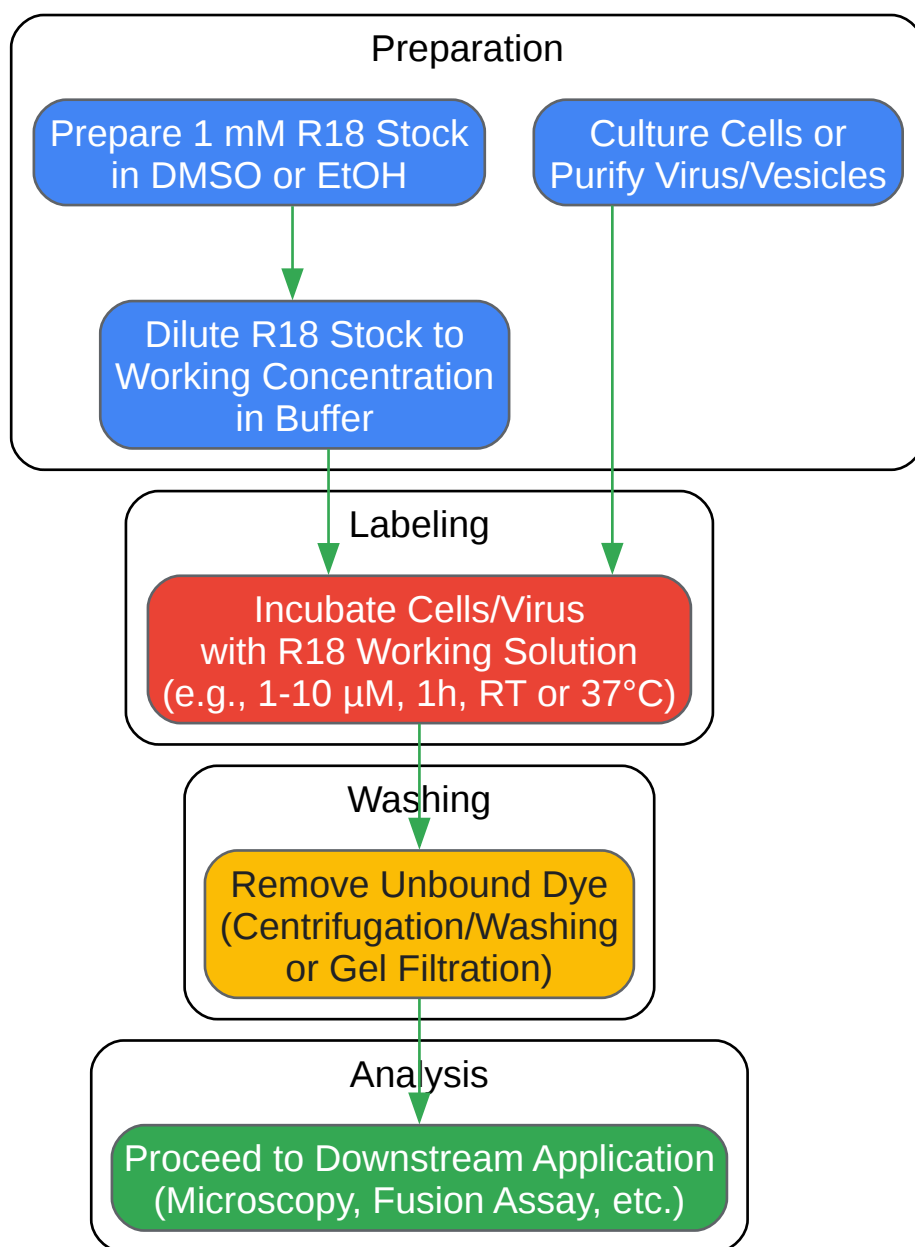 Preparation
Prepare 1 mM R18 Stock
in DMSO or EtOH
Culture Cells or
Purify Virus/Vesicles
Dilute R18 Stock to
Working Concentration
in Buffer
Labeling
Incubate Cells/Virus
with R18 Working Solution
(e.g., 1-10 µM, 1h, RT or 37°C)
Washing
Remove Unbound Dye
(Centrifugation/Washing
or Gel Filtration)
Analysis
Proceed to Downstream Application
(Microscopy, Fusion Assay, etc.)